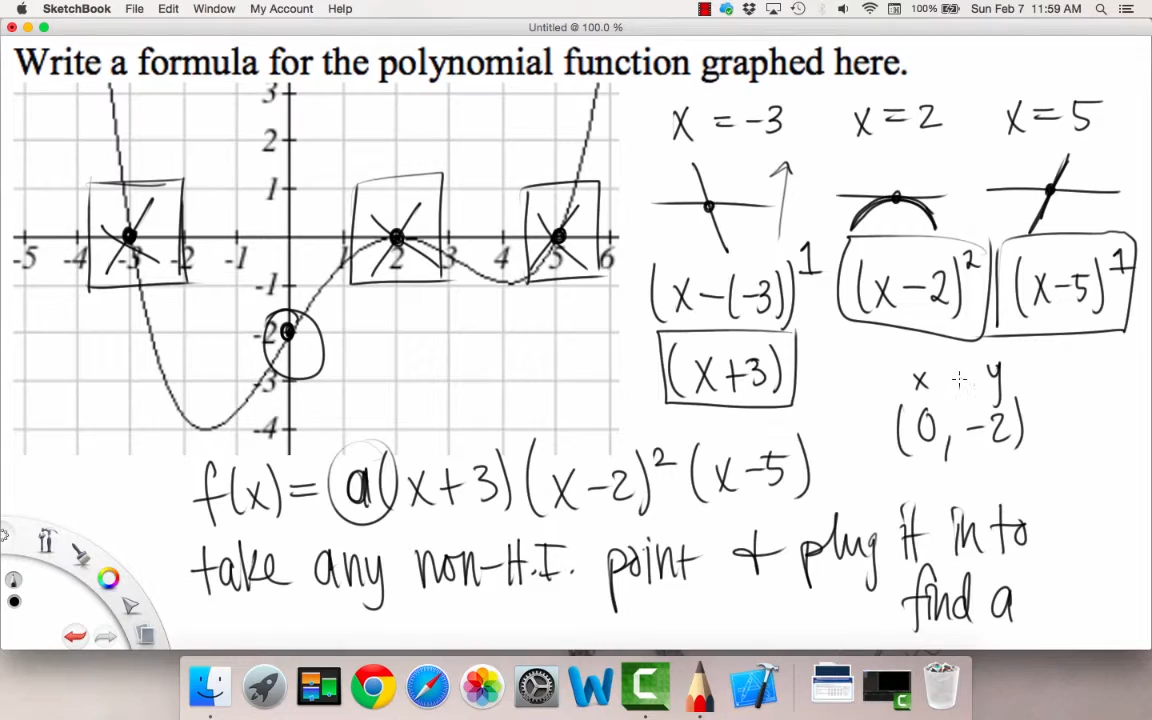 SketchBook File Edit Window My Account Help 100% Sun Feb 7 11:59 AM
Untitled @ 100.0 %
Write a formula for the polynomial function graphed here.
3
2
1
-5 -4 -3 -2 -1 1 2 3 4 5 6
-1
-2
-3
-4
x = -3 x = 2 x = 5
(x-(-3))^1 (x-2)^2 (x-5)^1
(x+3)
x y
(0, -2)
f(x) = a(x+3)(x-2)^2 (x-5)
take any non-H.I. point + plug it in to
find a